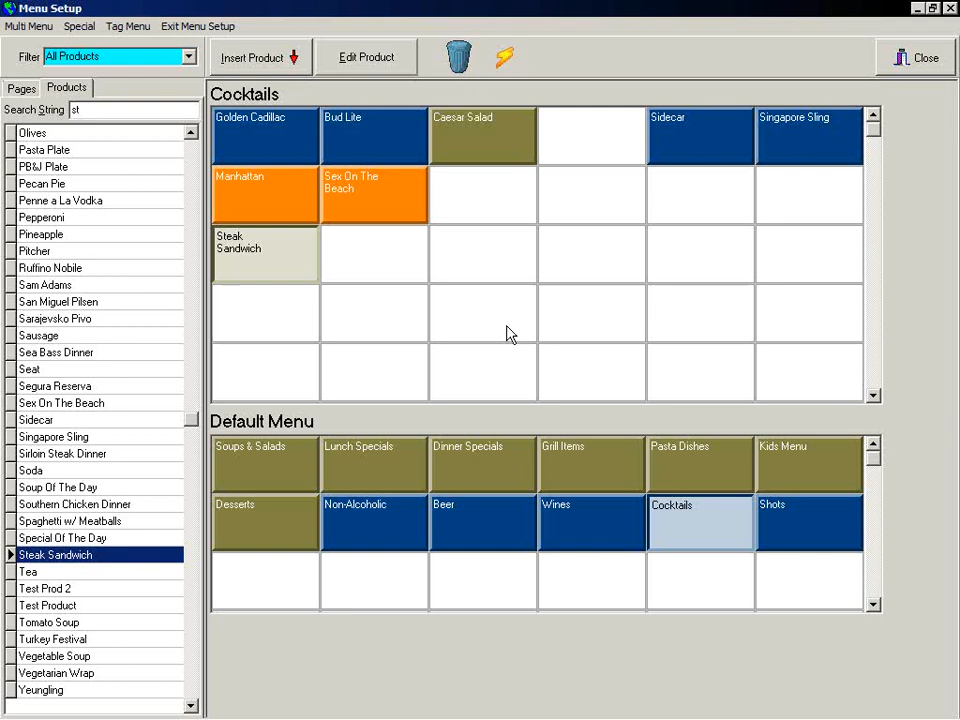 Menu Setup
Multi Menu Special Tag Menu Exit Menu Setup
Filter All Products Insert Product Edit Product Close
Pages Products
Search String st
Olives
Pasta Plate
PB&J Plate
Pecan Pie
Penne a La Vodka
Pepperoni
Pineapple
Pitcher
Ruffino Nobile
Sam Adams
San Miguel Pilsen
Sarajevsko Pivo
Sausage
Sea Bass Dinner
Seat
Segura Reserva
Sex On The Beach
Sidecar
Singapore Sling
Sirloin Steak Dinner
Soda
Soup Of The Day
Southern Chicken Dinner
Spaghetti w/ Meatballs
Special Of The Day
Steak Sandwich
Tea
Test Prod 2
Test Product
Tomato Soup
Turkey Festival
Vegetable Soup
Vegetarian Wrap
Yeungling
Cocktails
Golden Cadillac Bud Lite Caesar Salad Sidecar Singapore Sling
Manhattan Sex On The
Beach
Steak
Sandwich
Default Menu
Soups & Salads Lunch Specials Dinner Specials Grill Items Pasta Dishes Kids Menu
Desserts Non-Alcoholic Beer Wines Cocktails Shots